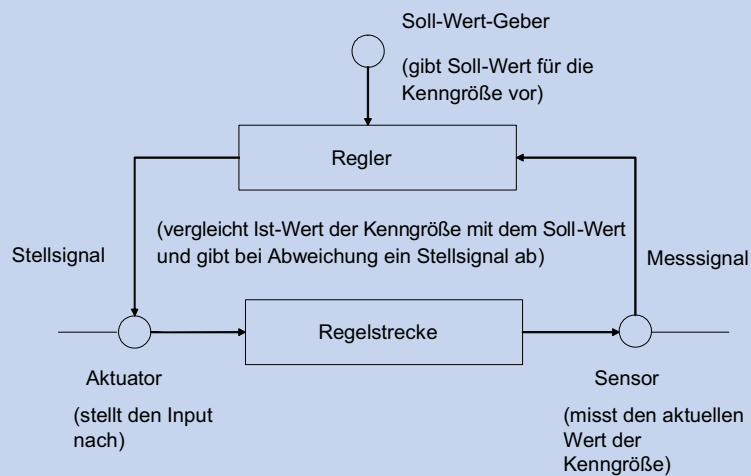 Soll-Wert-Geber
(gibt Soll-Wert für die
Kenngröße vor)
Regler
(vergleicht Ist-Wert der Kenngröße mit dem Soll-Wert
und gibt bei Abweichung ein Stellsignal ab)
Stellsignal
Messsignal
Regelstrecke
Aktuator
(stellt den Input
nach)
Sensor
(misst den aktuellen
Wert der
Kenngröße)